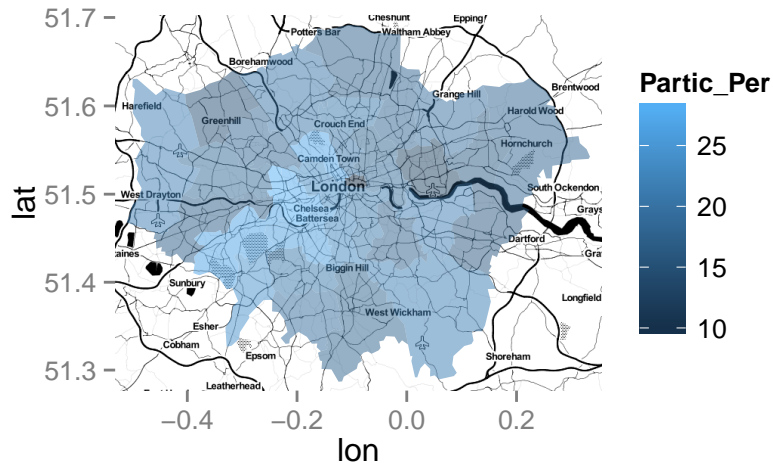 51.7
51.6
51.5
51.4
51.3
lat
Cheshunt
Epping
Potters Bar
Waltham Abbey
Borehamwood
Brentwood
Grange Hill
Harefield
Harold Wood
Greenhill
Crouch End
Hornchurch
Camden Town
London
South Ockendon
West Drayton
Chelsea
Grays
Battersea
Dartford
aines
Gra
Biggin Hill
Sunbury
Longfield
West Wickham
Esher
Cobham
Epsom
Shoreham
Leatherhead
−0.4
−0.2
0.0
0.2
lon
Partic_Per
25
20
15
10